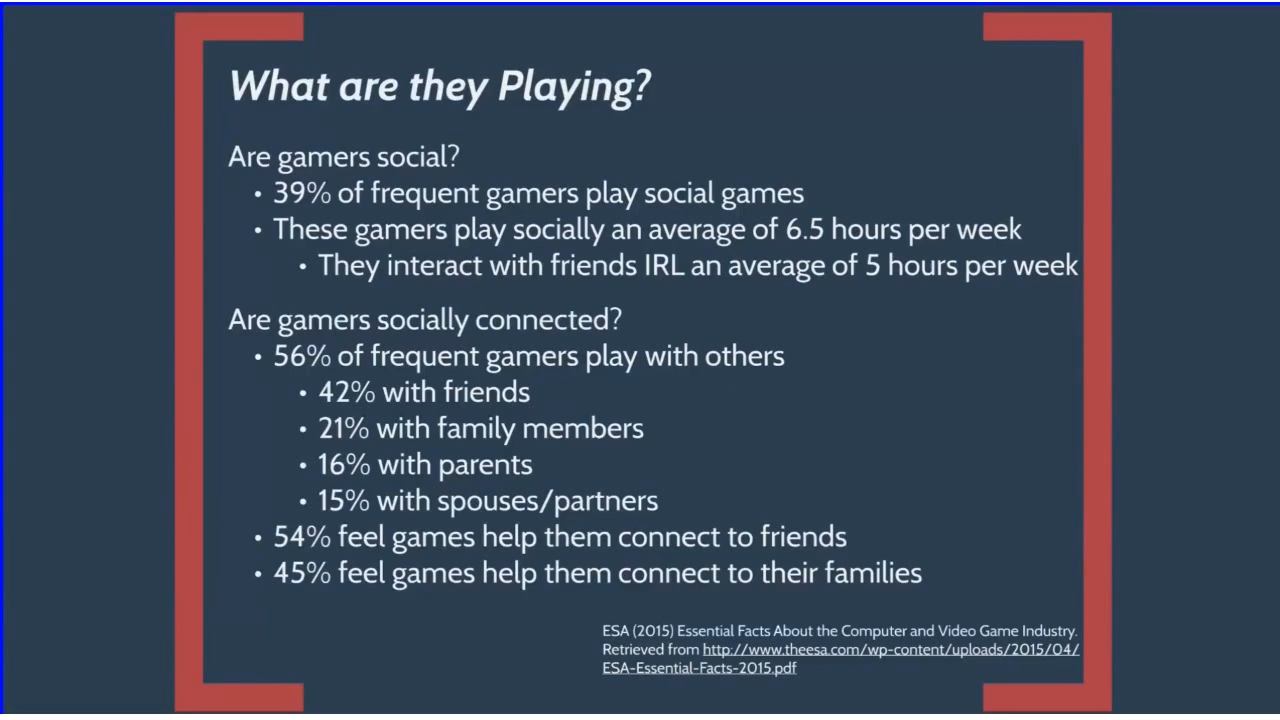 What are they Playing?
Are gamers social?
• 39% of frequent gamers play social games
• These gamers play socially an average of 6.5 hours per week
• They interact with friends IRL an average of 5 hours per week
Are gamers socially connected?
• 56% of frequent gamers play with others
• 42% with friends
• 21% with family members
• 16% with parents
• 15% with spouses/partners
• 54% feel games help them connect to friends
• 45% feel games help them connect to their families
ESA (2015) Essential Facts About the Computer and Video Game Industry.
Retrieved from http://www.theesa.com/wp-content/uploads/2015/04/
ESA-Essential-Facts-2015.pdf